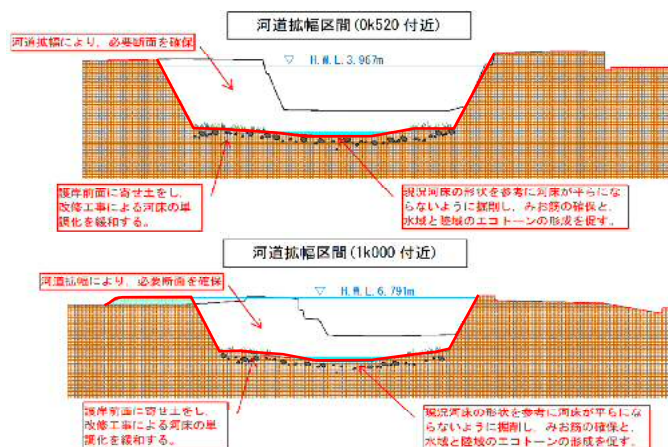 河道拡幅区間(0k520 付近)
河道拡幅により、必要断面を確保
▽ H.W.L.3.967m
護岸前面に寄せ土をし、
改修工事による河床の単
調化を緩和する。
現況河床の形状を参考に河床が平らにな
らないように掘削し、みお筋の確保と、
水域と陸域のエコトーンの形成を促す。
河道拡幅区間(1k000 付近)
河道拡幅により、必要断面を確保
▽ H.W.L.6.791m
護岸前面に寄せ土をし、
改修工事による河床の単
調化を緩和する。
現況河床の形状を参考に河床が平らにな
らないように掘削し、みお筋の確保と、
水域と陸域のエコトーンの形成を促す。